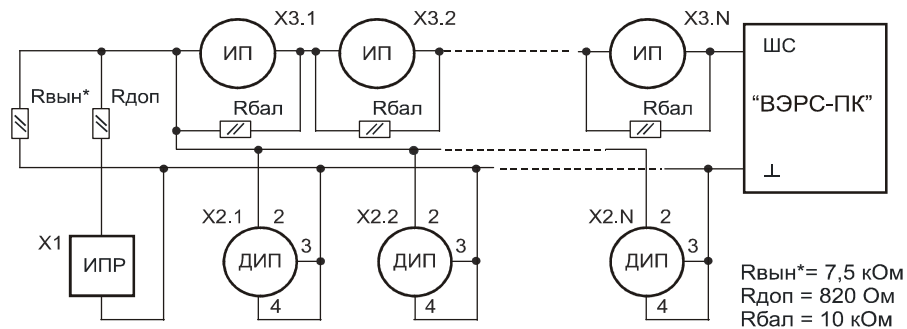 X3.1
X3.2
X3.N
ИП
ИП
ИП
ШС
Rвын*
Rдоп
Rбал
Rбал
Rбал
“ВЭРС-ПК”
⊥
X2.1
2
X2.2
2
X2.N
2
X1
ИПР
ДИП
3
ДИП
3
ДИП
3
4
4
4
Rвын*= 7,5 кОм
Rдоп = 820 Ом
Rбал = 10 кОм